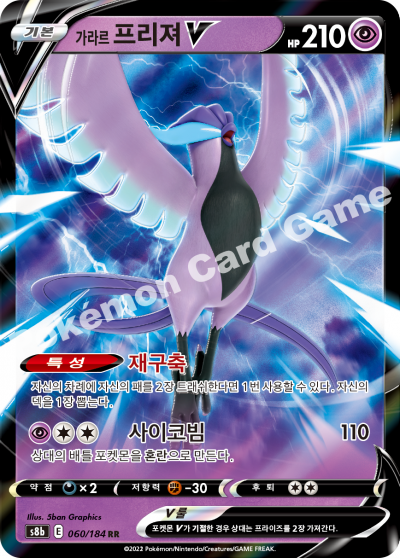 기본 가라르 프리져 V HP 210
Pokémon Card Game
특성 재구축
자신의 차례에 자신의 패를 2장 트래쉬한다면 1번 사용할 수 있다. 자신의
덱을 1장 뽑는다.
사이코빔 110
상대의 배틀 포켓몬을 혼란으로 만든다.
약점 ×2 저항력 -30 후퇴
Illus. 5ban Graphics
V룰
s8b E 060/184 RR
포켓몬 V가 기절한 경우 상대는 프라이즈를 2장 가져간다.
©2022 Pokémon/Nintendo/Creatures/GAME FREAK.